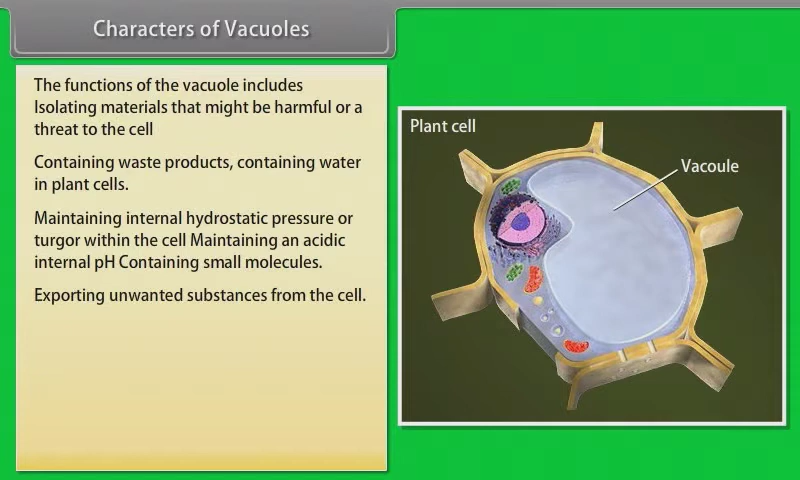 Characters of Vacuoles
The functions of the vacuole includes
Isolating materials that might be harmful or a
threat to the cell
Containing waste products, containing water
in plant cells.
Maintaining internal hydrostatic pressure or
turgor within the cell Maintaining an acidic
internal pH Containing small molecules.
Exporting unwanted substances from the cell.
Plant cell
Vacoule